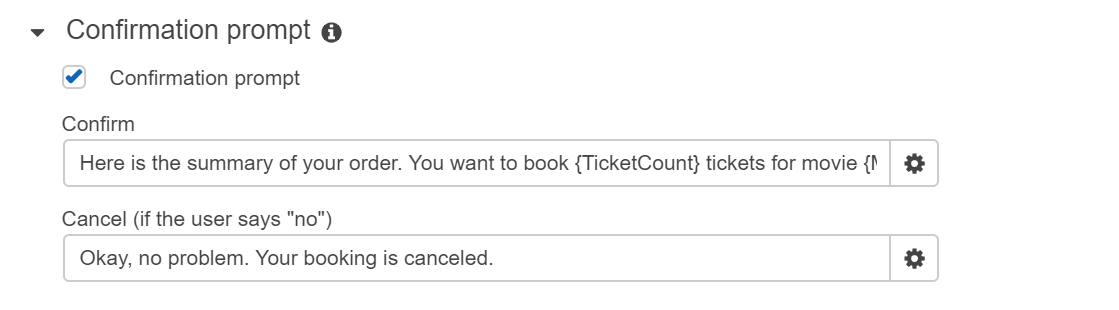 Confirmation prompt
Confirmation prompt
Confirm
Here is the summary of your order. You want to book {TicketCount} tickets for movie {
Cancel (if the user says "no")
Okay, no problem. Your booking is canceled.